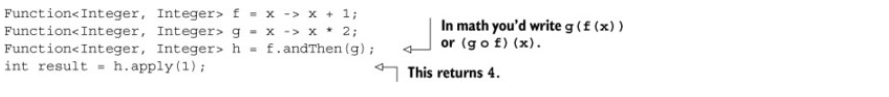 Function<Integer, Integer> f = x -> x + 1;
Function<Integer, Integer> g = x -> x * 2;
Function<Integer, Integer> h = f.andThen(g);
int result = h.apply(1);
In math you'd write g(f(x))
or (g o f)(x).
This returns 4.